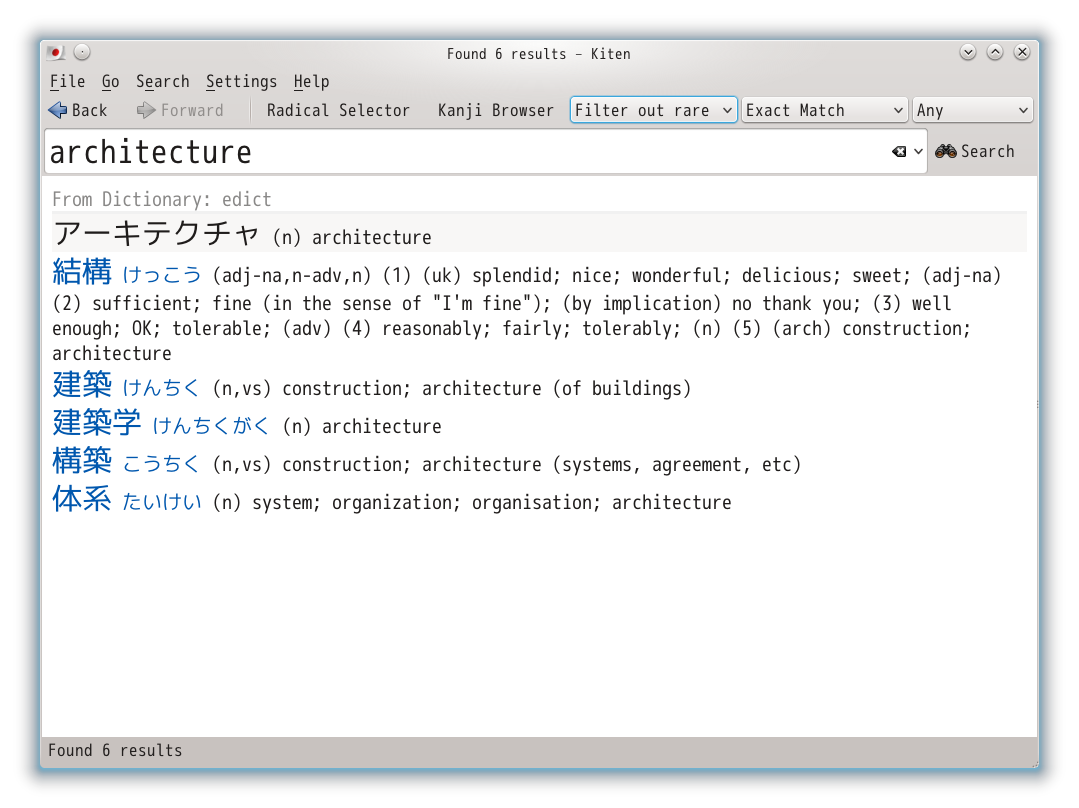 Found 6 results – Kiten
File Go Search Settings Help
Back Forward Radical Selector Kanji Browser Filter out rare Exact Match Any
architecture Search
From Dictionary: edict
アーキテクチャ (n) architecture
結構 けっこう (adj-na,n-adv,n) (1) (uk) splendid; nice; wonderful; delicious; sweet; (adj-na)
(2) sufficient; fine (in the sense of "I'm fine"); (by implication) no thank you; (3) well
enough; OK; tolerable; (adv) (4) reasonably; fairly; tolerably; (n) (5) (arch) construction;
architecture
建築 けんちく (n,vs) construction; architecture (of buildings)
建築学 けんちくがく (n) architecture
構築 こうちく (n,vs) construction; architecture (systems, agreement, etc)
体系 たいけい (n) system; organization; organisation; architecture
Found 6 results